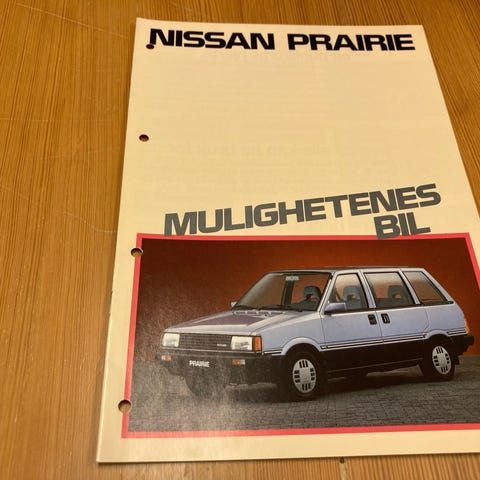 NISSAN PRAIRIE
MULIGHETENES
BIL
PRAIRIE